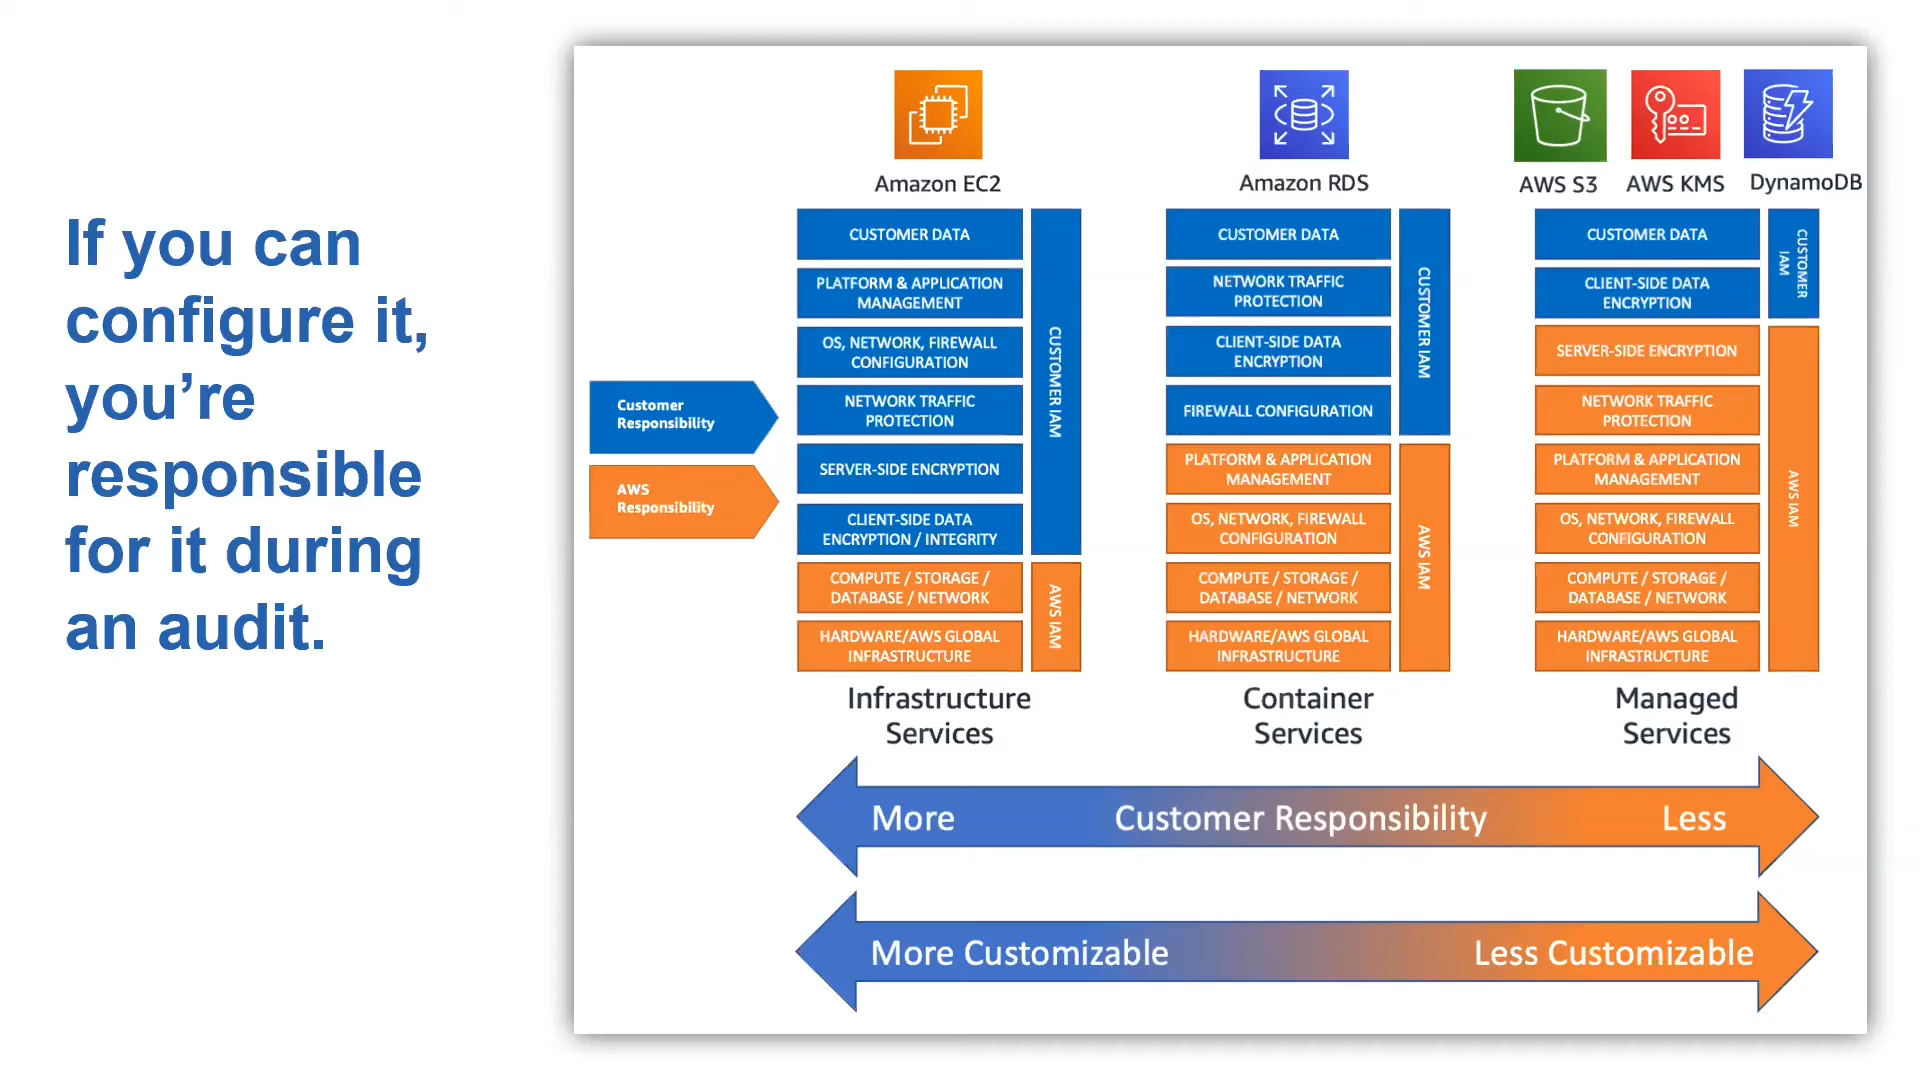 If you can
configure it,
you’re
responsible
for it during
an audit.
Customer
Responsibility
AWS
Responsibility
Amazon EC2
CUSTOMER DATA
PLATFORM & APPLICATION
MANAGEMENT
OS, NETWORK, FIREWALL
CONFIGURATION
NETWORK TRAFFIC
PROTECTION
SERVER-SIDE ENCRYPTION
CLIENT-SIDE DATA
ENCRYPTION / INTEGRITY
COMPUTE / STORAGE /
DATABASE / NETWORK
HARDWARE/AWS GLOBAL
INFRASTRUCTURE
CUSTOMER IAM
AWS IAM
Infrastructure
Services
Amazon RDS
CUSTOMER DATA
NETWORK TRAFFIC
PROTECTION
CLIENT-SIDE DATA
ENCRYPTION
FIREWALL CONFIGURATION
PLATFORM & APPLICATION
MANAGEMENT
OS, NETWORK, FIREWALL
CONFIGURATION
COMPUTE / STORAGE /
DATABASE / NETWORK
HARDWARE/AWS GLOBAL
INFRASTRUCTURE
CUSTOMER IAM
AWS IAM
Container
Services
AWS S3
AWS KMS
DynamoDB
CUSTOMER DATA
CLIENT-SIDE DATA
ENCRYPTION
SERVER-SIDE ENCRYPTION
NETWORK TRAFFIC
PROTECTION
PLATFORM & APPLICATION
MANAGEMENT
OS, NETWORK, FIREWALL
CONFIGURATION
COMPUTE / STORAGE /
DATABASE / NETWORK
HARDWARE/AWS GLOBAL
INFRASTRUCTURE
CUSTOMER
IAM
AWS IAM
Managed
Services
More Customer Responsibility Less
More Customizable Less Customizable